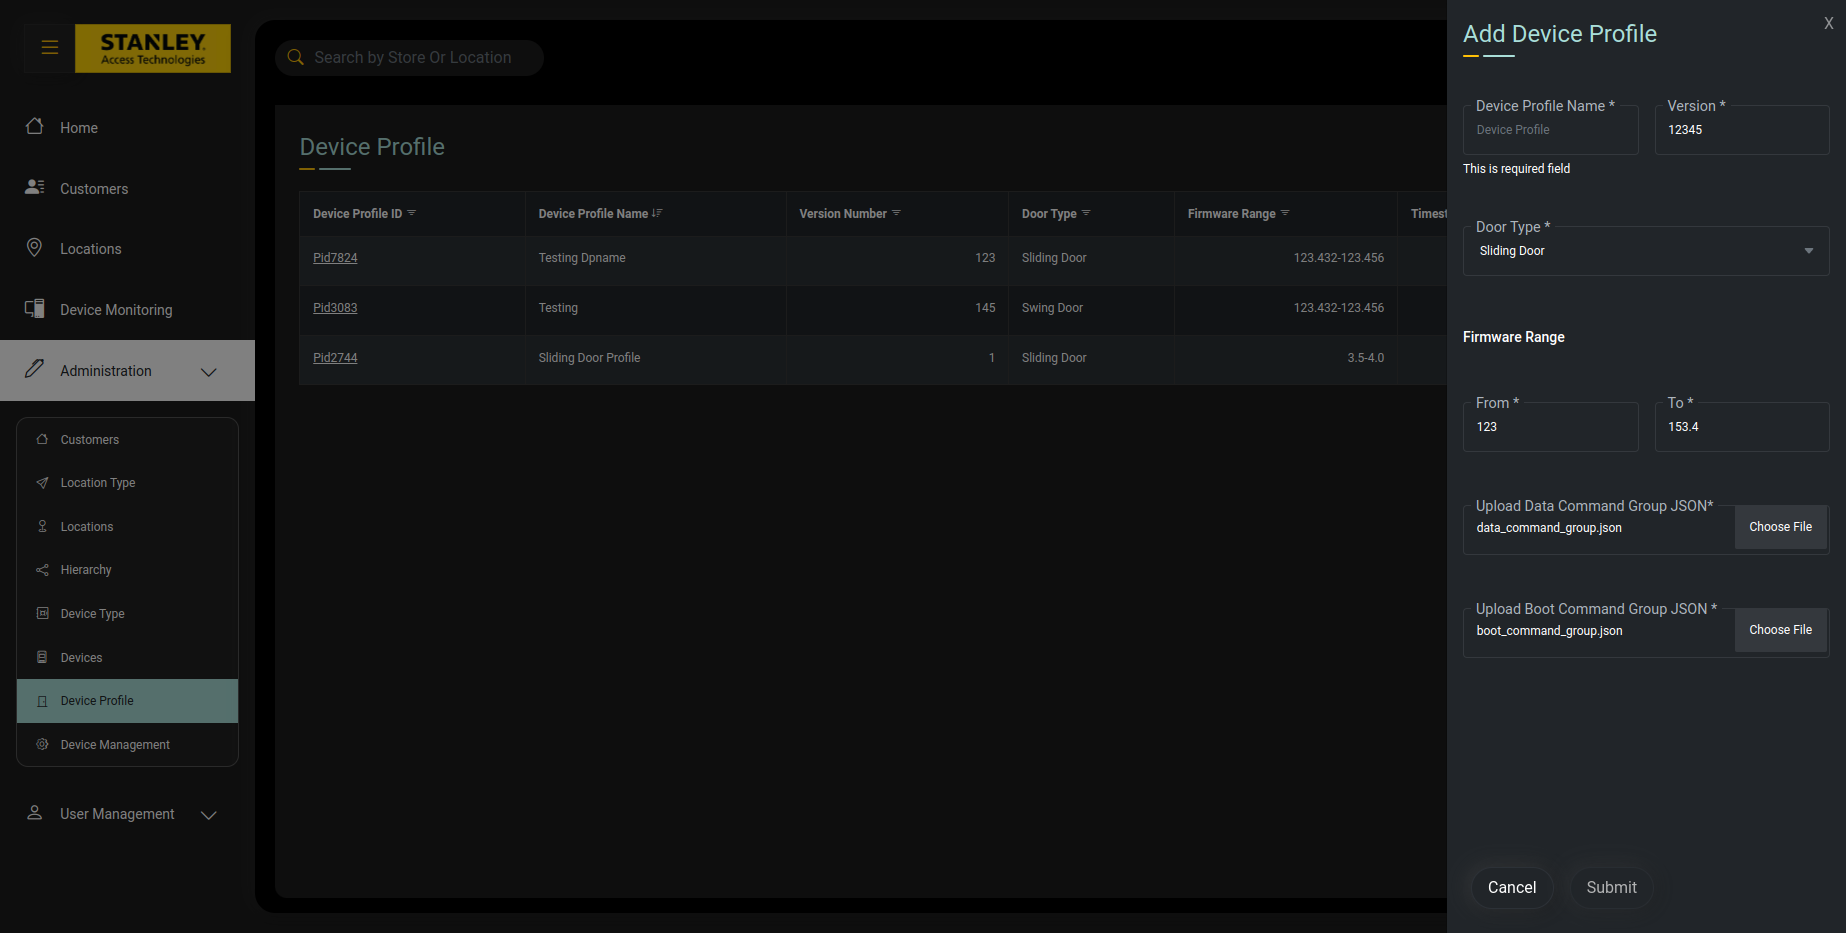 STANLEY.
Access Technologies
Home
Customers
Locations
Device Monitoring
Administration
Customers
Location Type
Locations
Hierarchy
Device Type
Devices
Device Profile
Device Management
User Management
Search by Store Or Location
Device Profile
Device Profile ID Device Profile Name Version Number Door Type Firmware Range Timest
Pid7824 Testing Dpname 123 Sliding Door 123.432-123.456
Pid3083 Testing 145 Swing Door 123.432-123.456
Pid2744 Sliding Door Profile 1 Sliding Door 3.5-4.0
X
Add Device Profile
Device Profile Name * Version *
Device Profile 12345
This is required field
Door Type *
Sliding Door
Firmware Range
From * To *
123 153.4
Upload Data Command Group JSON*
data_command_group.json Choose File
Upload Boot Command Group JSON *
boot_command_group.json Choose File
Cancel Submit